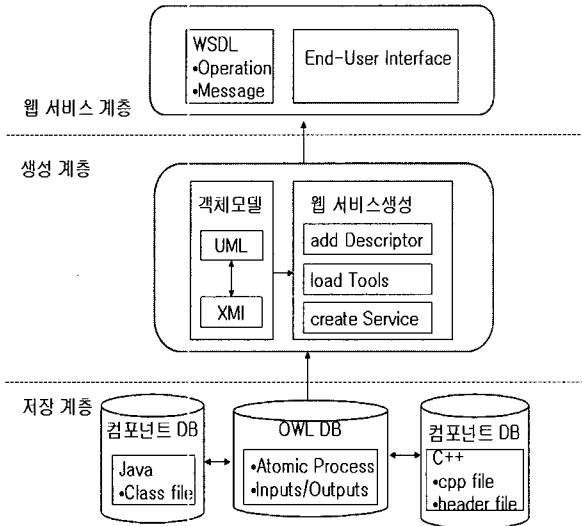 WSDL
•Operation
•Message
End-User Interface
웹 서비스 계층
생성 계층
객체모델
UML
XMI
웹 서비스생성
add Descriptor
load Tools
create Service
저장 계층
컴포넌트 DB
Java
•Class file
OWL DB
•Atomic Process
•Inputs/Outputs
컴포넌트 DB
C++
•cpp file
•header file